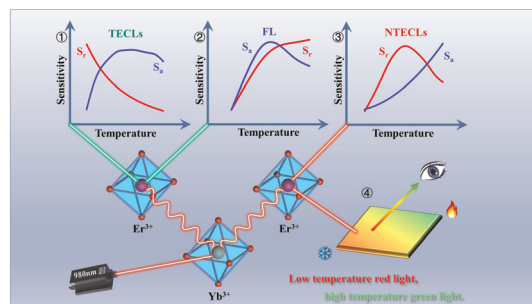 ① TECLs
Sensitivity
Sr
Sa
Temperature
② FL
Sensitivity
Sa
Sr
Temperature
③ NTECLs
Sensitivity
Sr
Sa
Temperature
Er3+
Er3+
④
980nm
Yb3+
Low temperature red light,
high temperature green light.